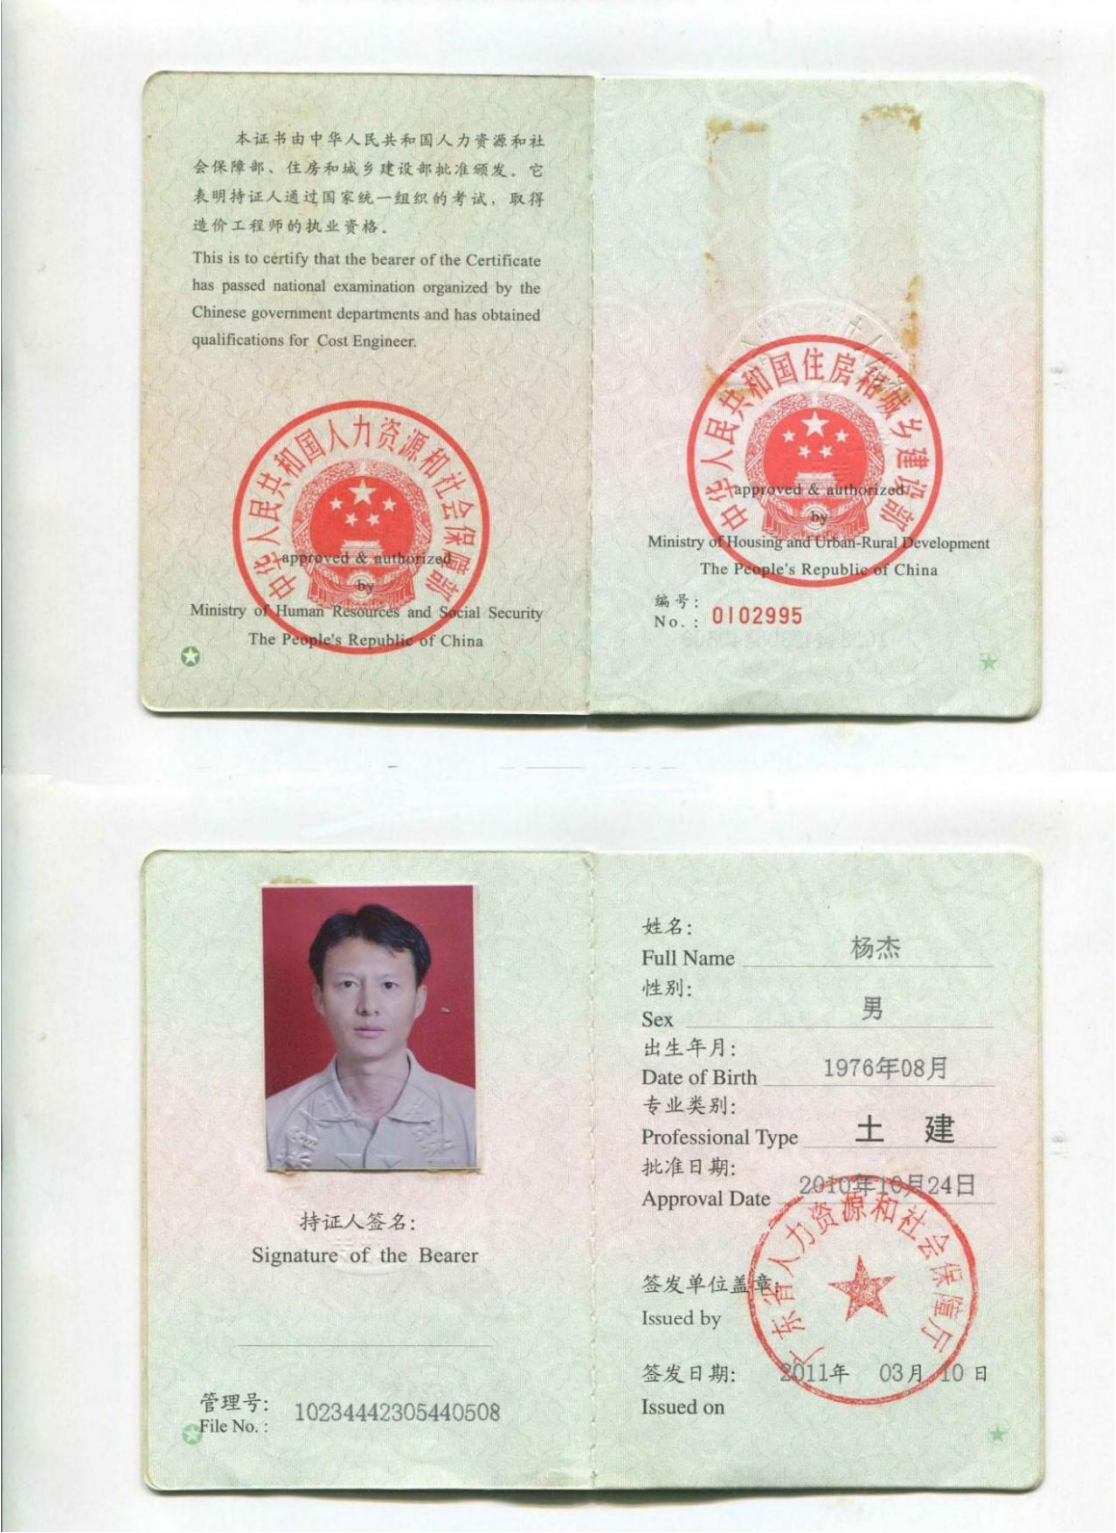 本证书由中华人民共和国人力资源和社
会保障部、住房和城乡建设部批准颁发。它
表明持证人通过国家统一组织的考试，取得
造价工程师的执业资格。
This is to certify that the bearer of the Certificate
has passed national examination organized by the
Chinese government departments and has obtained
qualifications for Cost Engineer.
中华人民共和国人力资源和社会保障部
approved & authorized
by
Ministry of Human Resources and Social Security
The People's Republic of China
中华人民共和国住房和城乡建设部
approved & authorized
by
Ministry of Housing and Urban-Rural Development
The People's Republic of China
编号:
No.: 0102995
持证人签名:
Signature of the Bearer
管理号:
File No.: 10234442305440508
姓名:
Full Name 杨杰
性别:
Sex 男
出生年月:
Date of Birth 1976年08月
专业类别:
Professional Type 土 建
批准日期:
Approval Date 2010年10月24日
广东省人力资源和社会保障厅
签发单位盖章:
Issued by
签发日期: 2011年 03月 10日
Issued on